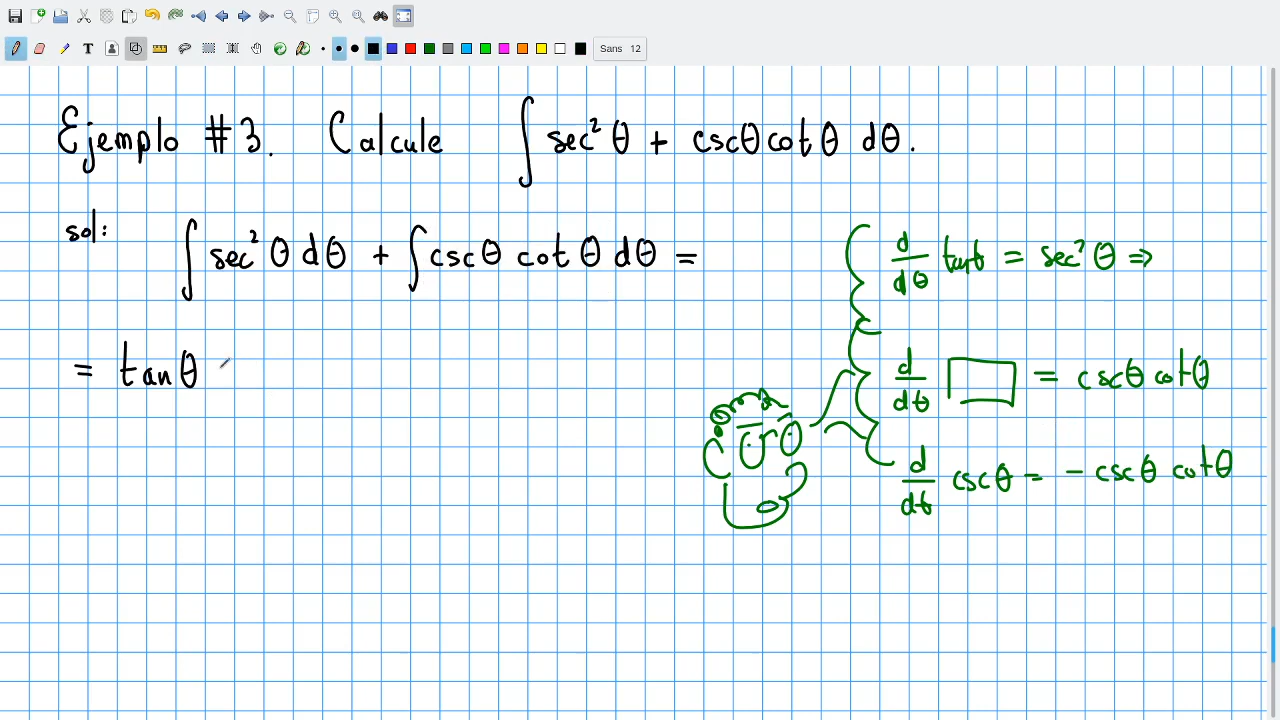 Sans 12
Ejemplo #3. Calcule ∫ sec²θ + cscθ cotθ dθ.
sol: ∫ sec²θ dθ + ∫ cscθ cotθ dθ =
= tanθ
d/dθ tanθ = sec²θ ⇒
d/dθ □ = cscθ cotθ
d/dθ cscθ = - cscθ cotθ